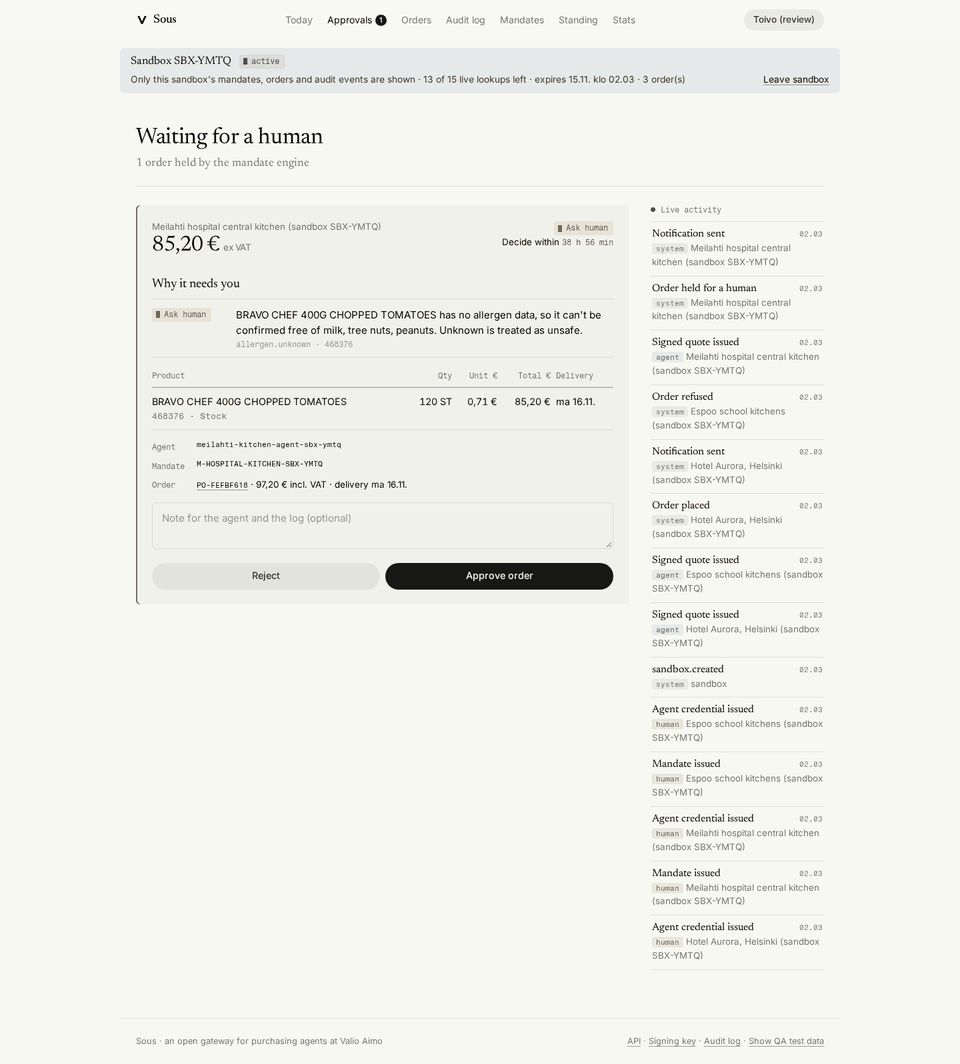 Sous
Today Approvals 1 Orders Audit log Mandates Standing Stats
Toivo (review)
Sandbox SBX-YMTQ active
Only this sandbox's mandates, orders and audit events are shown · 13 of 15 live lookups left · expires 15.11. klo 02.03 · 3 order(s)
Leave sandbox
Waiting for a human
1 order held by the mandate engine
Meilahti hospital central kitchen (sandbox SBX-YMTQ)
85,20 € ex VAT
Ask human
Decide within 38 h 56 min
Why it needs you
Ask human
BRAVO CHEF 400G CHOPPED TOMATOES has no allergen data, so it can't be
confirmed free of milk, tree nuts, peanuts. Unknown is treated as unsafe.
allergen.unknown · 468376
Product Qty Unit € Total € Delivery
BRAVO CHEF 400G CHOPPED TOMATOES 120 ST 0,71 € 85,20 € ma 16.11.
468376 · Stock
Agent meilahti-kitchen-agent-sbx-ymtq
Mandate M-HOSPITAL-KITCHEN-SBX-YMTQ
Order PO-FEFBF618 · 97,20 € incl. VAT · delivery ma 16.11.
Note for the agent and the log (optional)
Reject
Approve order
Live activity
Notification sent 02.03
system Meilahti hospital central
kitchen (sandbox SBX-YMTQ)
Order held for a human 02.03
system Meilahti hospital central
kitchen (sandbox SBX-YMTQ)
Signed quote issued 02.03
agent Meilahti hospital central kitchen
(sandbox SBX-YMTQ)
Order refused 02.03
system Espoo school kitchens
(sandbox SBX-YMTQ)
Notification sent 02.03
system Hotel Aurora, Helsinki
(sandbox SBX-YMTQ)
Order placed 02.03
system Hotel Aurora, Helsinki
(sandbox SBX-YMTQ)
Signed quote issued 02.03
agent Espoo school kitchens (sandbox
SBX-YMTQ)
Signed quote issued 02.03
agent Hotel Aurora, Helsinki (sandbox
SBX-YMTQ)
sandbox.created 02.03
system sandbox
Agent credential issued 02.03
human Espoo school kitchens (sandbox
SBX-YMTQ)
Mandate issued 02.03
human Espoo school kitchens (sandbox
SBX-YMTQ)
Agent credential issued 02.03
human Meilahti hospital central kitchen
(sandbox SBX-YMTQ)
Mandate issued 02.03
human Meilahti hospital central kitchen
(sandbox SBX-YMTQ)
Agent credential issued 02.03
human Hotel Aurora, Helsinki (sandbox
SBX-YMTQ)
Sous · an open gateway for purchasing agents at Valio Aimo
API · Signing key · Audit log · Show QA test data